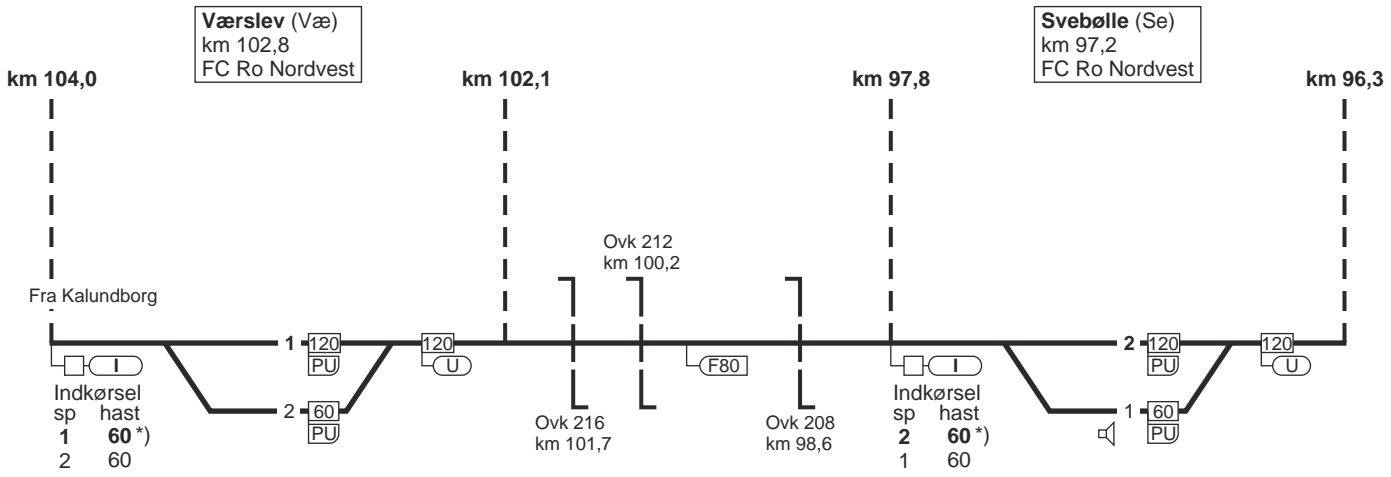 Værslev (Væ)
km 102,8
FC Ro Nordvest
Svebølle (Se)
km 97,2
FC Ro Nordvest
km 104,0
km 102,1
km 97,8
km 96,3
Ovk 212
km 100,2
Fra Kalundborg
1 120
PU
120
U
F80
2 120
PU
120
U
I
Indkørsel
sp hast
1 60 *)
2 60
2 60
PU
Ovk 216
km 101,7
Ovk 208
km 98,6
I
Indkørsel
sp hast
2 60 *)
1 60
1 60
PU